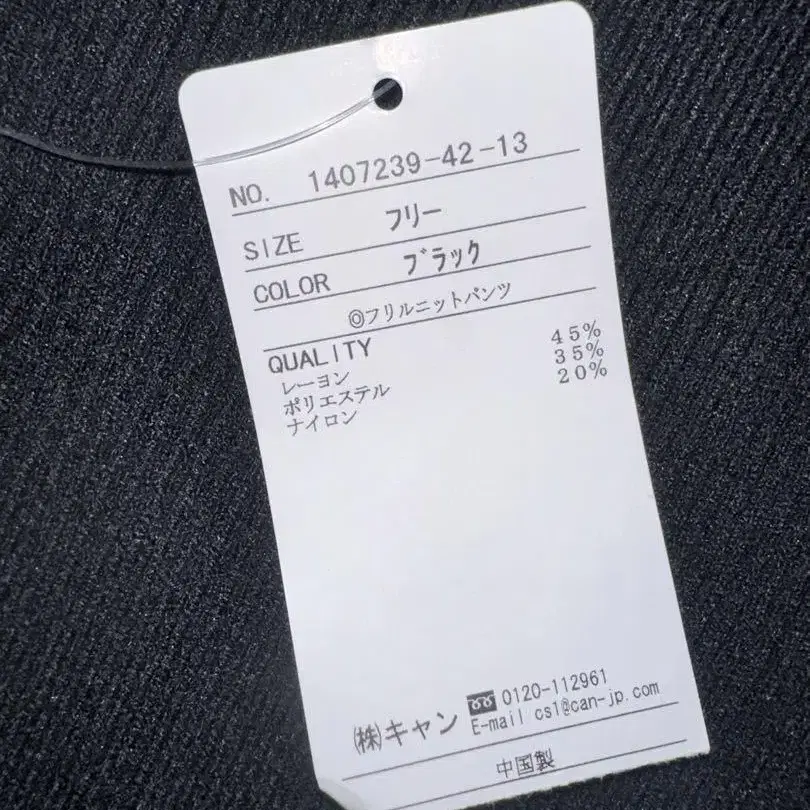 NO. 1407239-42-13
SIZE フリー
COLOR ブラック
◎フリルニットパンツ
QUALITY
レーヨン 45%
ポリエステル 35%
ナイロン 20%
㈱キャン 0120-112961
E-mail cs1@can-jp.com
中国製